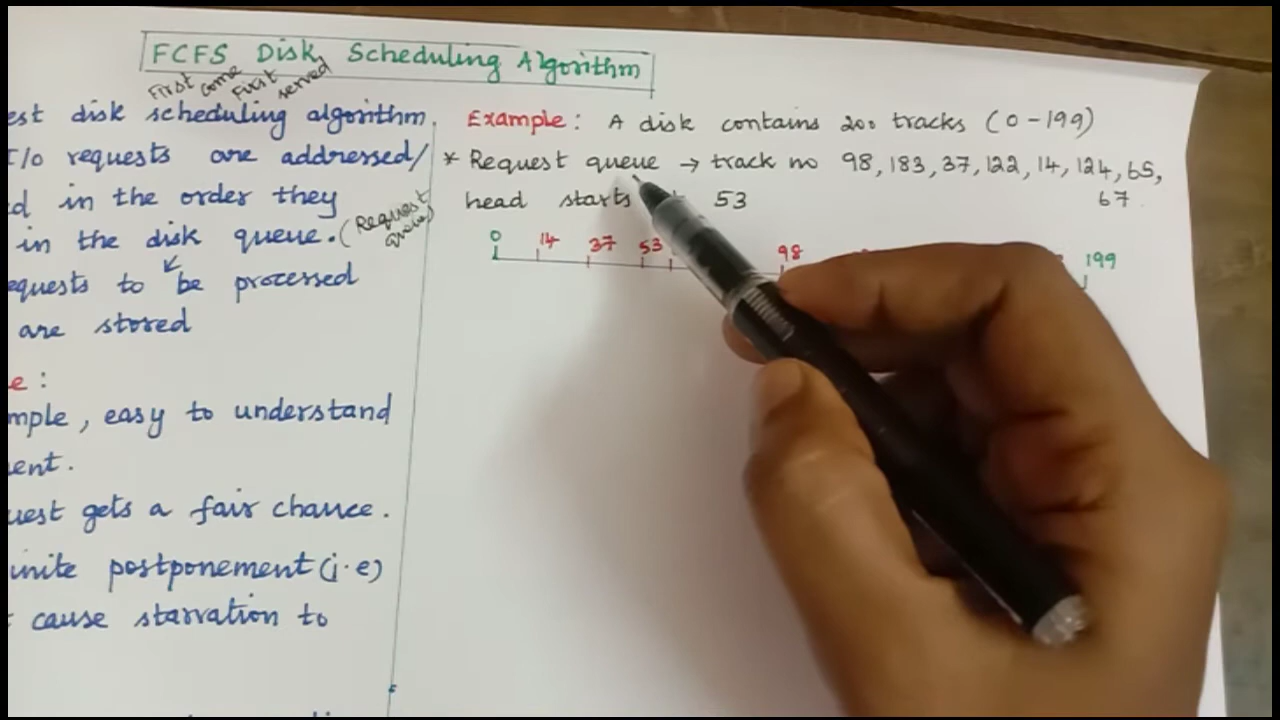 FCFS Disk Scheduling Algorithm
First come First served
est disk scheduling algorithm.
I/o requests are addressed/
d in the order they
in the disk queue. (Request queue)
equests to be processed
are stored
e :
mple, easy to understand
ent.
uest gets a fair chance.
inite postponement (i.e)
cause starvation to
Example : A disk contains 200 tracks (0-199)
* Request queue → track no 98, 183, 37, 122, 14, 124, 65,
67
head starts 53
0 14 37 53 98 199